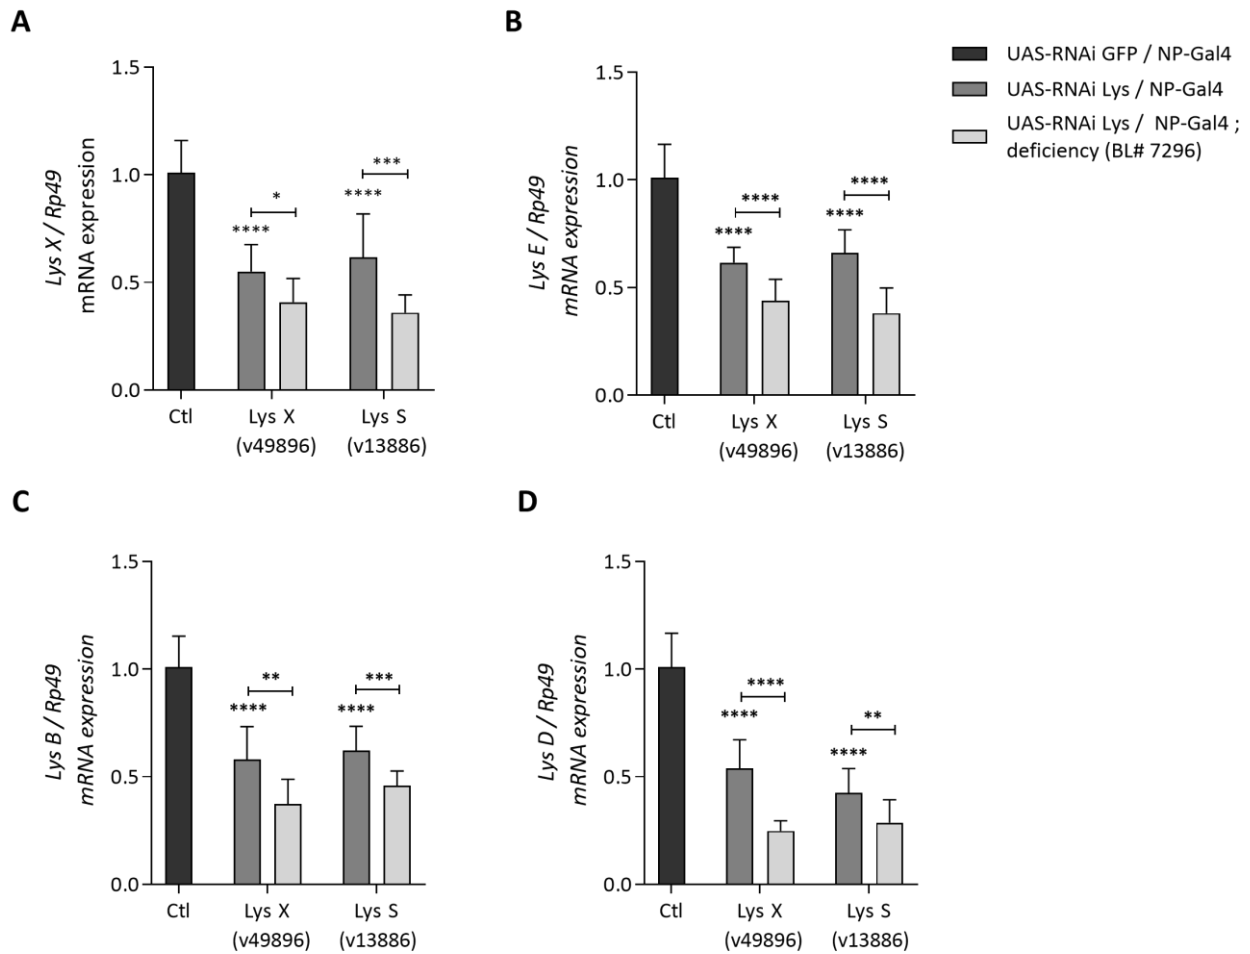 A
B
UAS-RNAi GFP / NP-Gal4
UAS-RNAi Lys / NP-Gal4
UAS-RNAi Lys / NP-Gal4 ;
deficiency (BL# 7296)
Lys X / Rp49
mRNA expression
1.5
1.0
0.5
0.0
****
*
****
***
Ctl
Lys X
(v49896)
Lys S
(v13886)
Lys E / Rp49
mRNA expression
1.5
1.0
0.5
0.0
****
****
****
****
Ctl
Lys X
(v49896)
Lys S
(v13886)
C
D
Lys B / Rp49
mRNA expression
1.5
1.0
0.5
0.0
****
**
****
***
Ctl
Lys X
(v49896)
Lys S
(v13886)
Lys D / Rp49
mRNA expression
1.5
1.0
0.5
0.0
****
****
****
**
Ctl
Lys X
(v49896)
Lys S
(v13886)